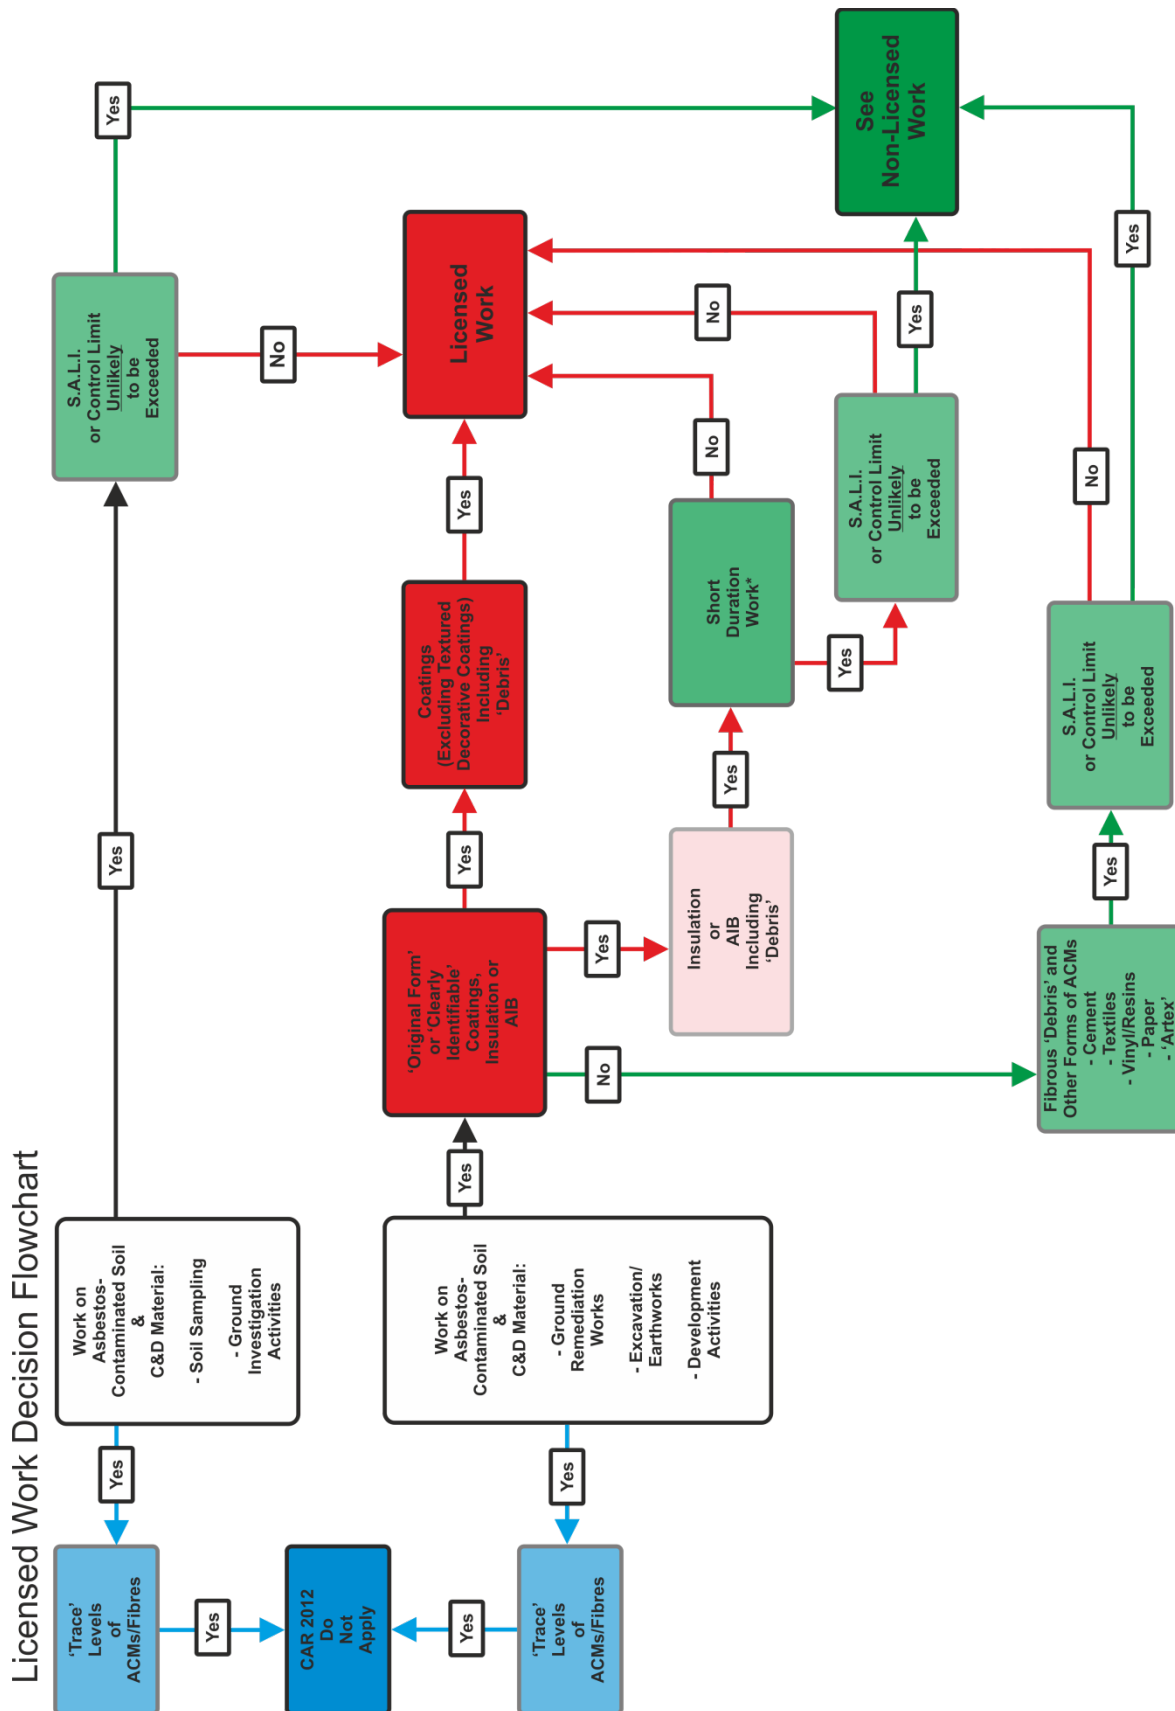 Licensed Work Decision Flowchart
'Trace'
Levels
of
ACMs/Fibres
Yes
Work on
Asbestos-
Contaminated Soil
&
C&D Material:
- Soil Sampling
- Ground
Investigation
Activities
Yes
S.A.L.I.
or Control Limit
Unlikely
to be
Exceeded
Yes
Yes
CAR 2012
Do
Not
Apply
No
Yes
'Trace'
Levels
of
ACMs/Fibres
Yes
Work on
Asbestos-
Contaminated Soil
&
C&D Material:
- Ground
Remediation
Works
- Excavation/
Earthworks
- Development
Activities
Yes
'Original Form'
or 'Clearly
Identifiable'
Coatings,
Insulation or
AIB
Yes
Coatings
(Excluding Textured
Decorative Coatings)
Including
'Debris'
Yes
Licensed
Work
No
Yes
Insulation
or
AIB
Including
'Debris'
Yes
Short
Duration
Work*
No
Yes
S.A.L.I.
or Control Limit
Unlikely
to be
Exceeded
No
Yes
See
Non-Licensed
Work
Fibrous 'Debris' and
Other Forms of ACMs
- Cement
- Textiles
- Vinyl/Resins
- Paper
- 'Artex'
Yes
S.A.L.I.
or Control Limit
Unlikely
to be
Exceeded
No
Yes